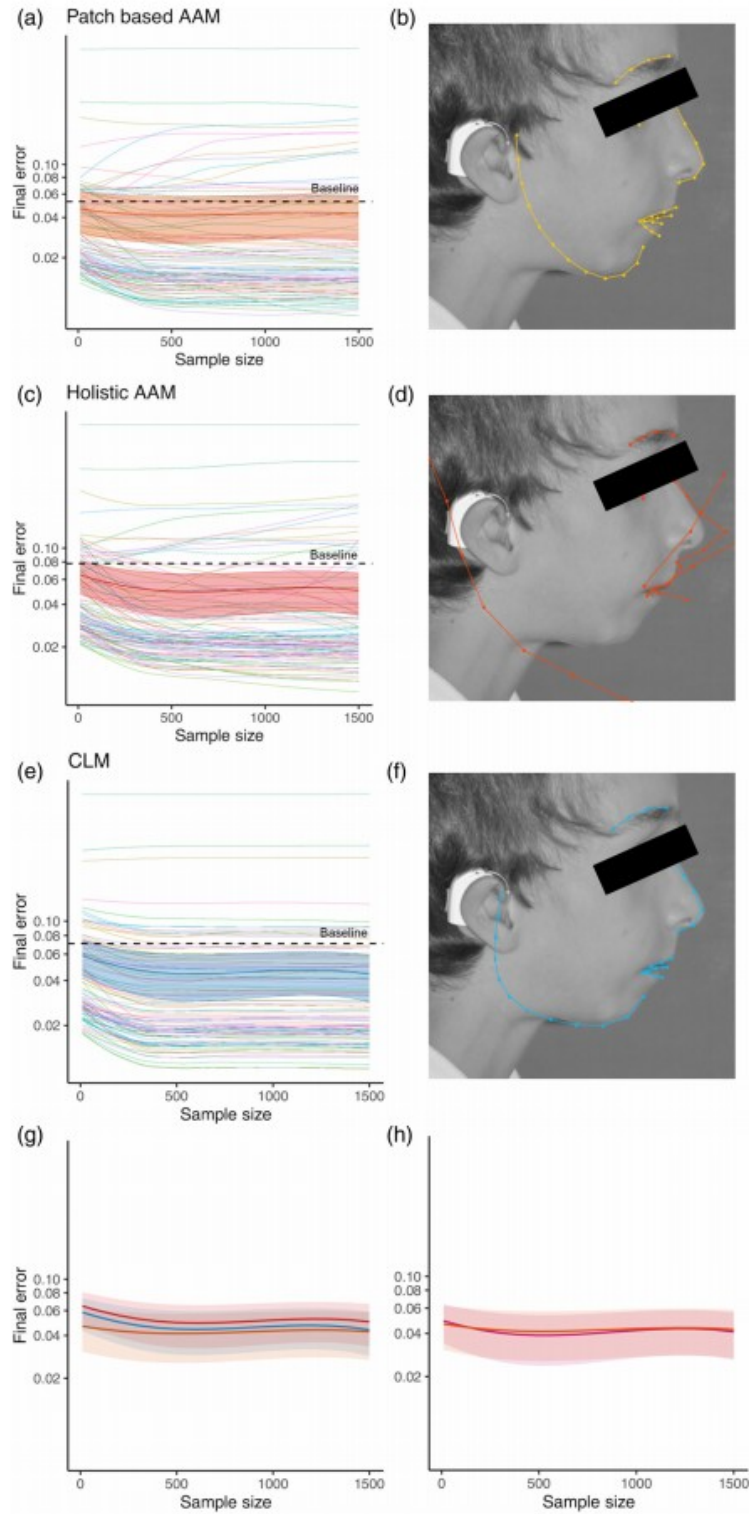 (a) Patch based AAM
(b)
Final error
0.10
0.08
0.06
0.04
0.02
Baseline
0 500 1000 1500
Sample size
(c) Holistic AAM
(d)
Final error
0.10
0.08
0.06
0.04
0.02
Baseline
0 500 1000 1500
Sample size
(e) CLM
(f)
Final error
0.10
0.08
0.06
0.04
0.02
Baseline
0 500 1000 1500
Sample size
(g)
(h)
Final error
0.10
0.08
0.06
0.04
0.02
0 500 1000 1500
Sample size
0.10
0.08
0.06
0.04
0.02
0 500 1000 1500
Sample size